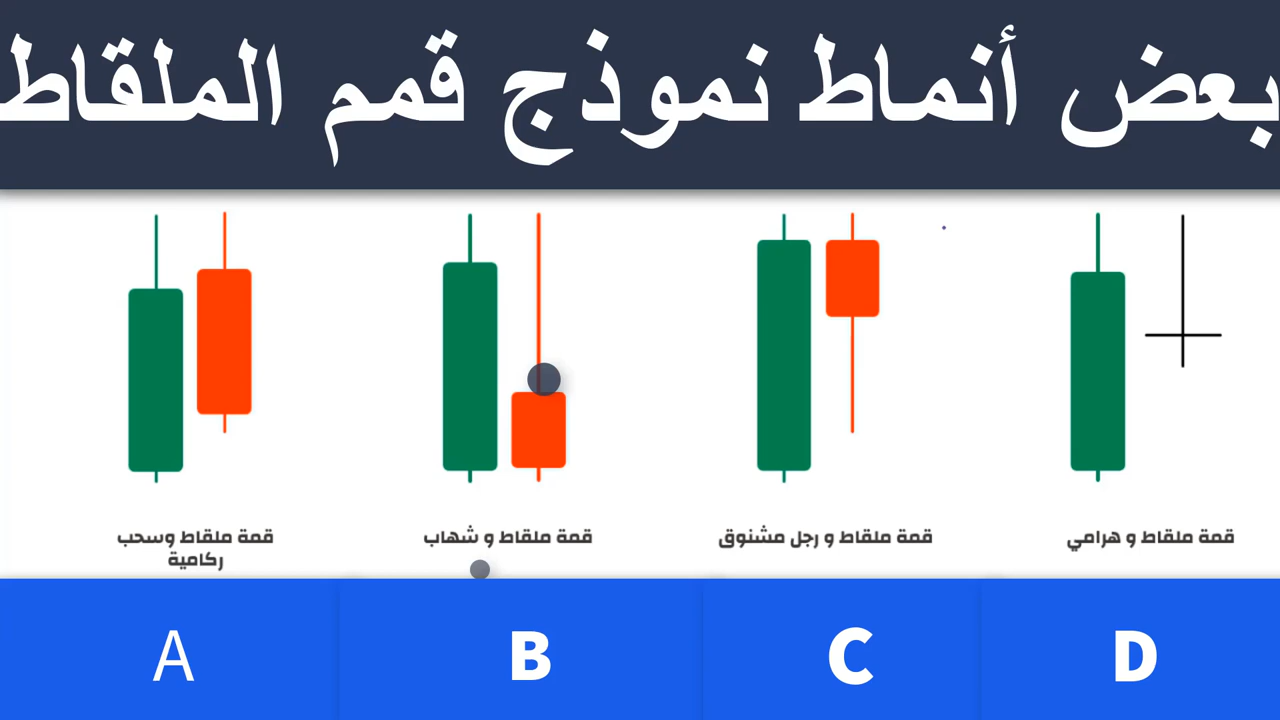 بعض أنماط نموذج قمم الملقاط
قمة ملقاط وسحب
ركامية
قمة ملقاط و شهاب
قمة ملقاط و رجل مشنوق
قمة ملقاط و هرامي
A
B
C
D